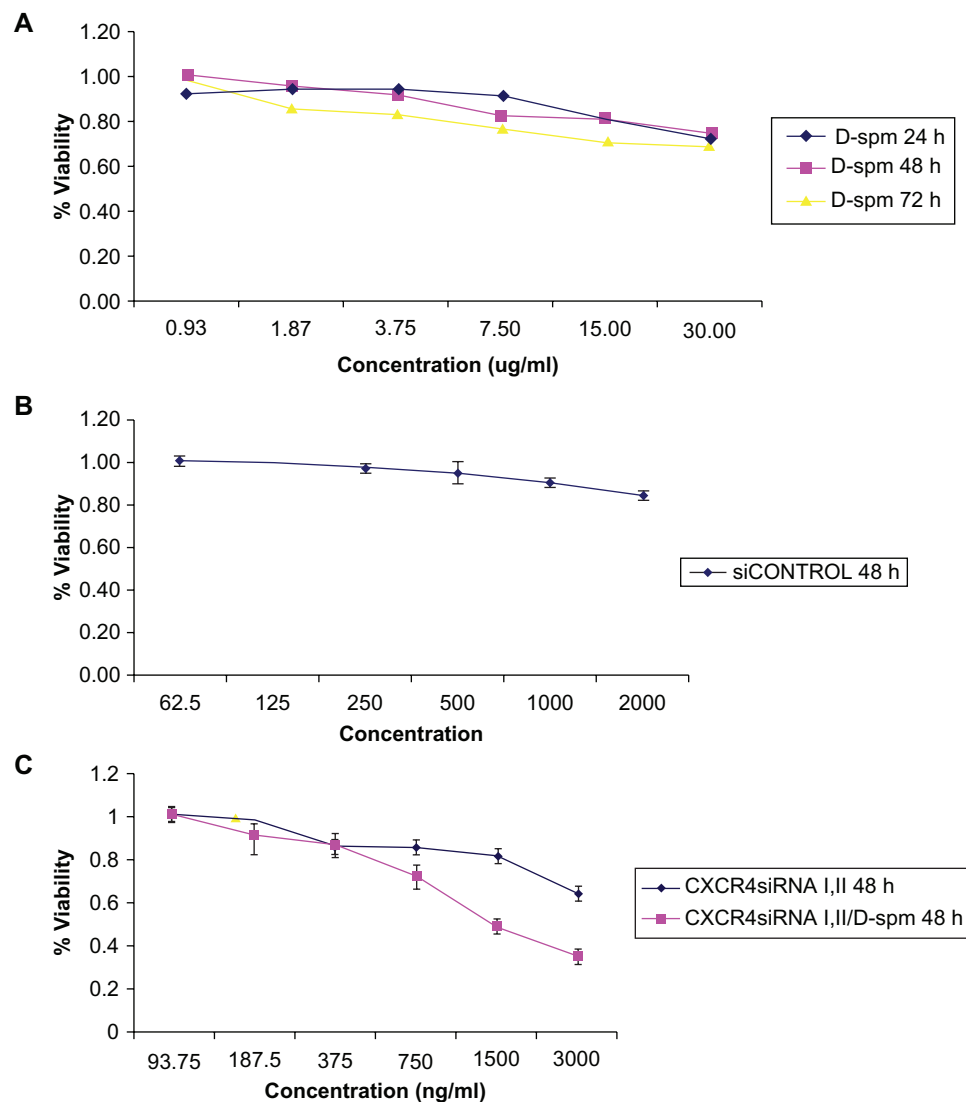 A
1.20
1.00
0.80
0.60
0.40
0.20
0.00
% Viability
0.93 1.87 3.75 7.50 15.00 30.00
Concentration (ug/ml)
D-spm 24 h
D-spm 48 h
D-spm 72 h
B
1.20
1.00
0.80
0.60
0.40
0.20
0.00
% Viability
62.5 125 250 500 1000 2000
Concentration
siCONTROL 48 h
C
1.2
1
0.8
0.6
0.4
0.2
0
% Viability
93.75 187.5 375 750 1500 3000
Concentration (ng/ml)
CXCR4siRNA I,II 48 h
CXCR4siRNA I,II/D-spm 48 h